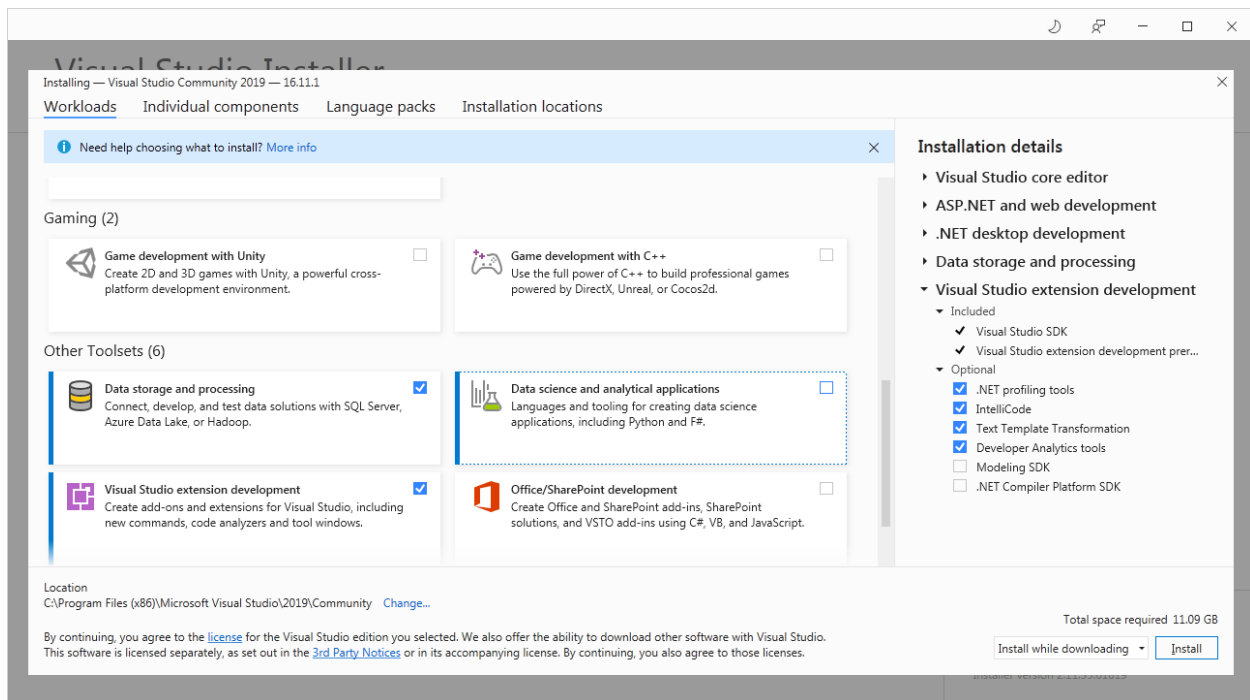 Visual Studio Installer
Installing — Visual Studio Community 2019 — 16.11.1
Workloads
Individual components
Language packs
Installation locations
Need help choosing what to install? More info
Gaming (2)
Game development with Unity
Create 2D and 3D games with Unity, a powerful cross-
platform development environment.
Game development with C++
Use the full power of C++ to build professional games
powered by DirectX, Unreal, or Cocos2d.
Other Toolsets (6)
Data storage and processing
Connect, develop, and test data solutions with SQL Server,
Azure Data Lake, or Hadoop.
Data science and analytical applications
Languages and tooling for creating data science
applications, including Python and F#.
Visual Studio extension development
Create add-ons and extensions for Visual Studio, including
new commands, code analyzers and tool windows.
Office/SharePoint development
Create Office and SharePoint add-ins, SharePoint
solutions, and VSTO add-ins using C#, VB, and JavaScript.
Installation details
Visual Studio core editor
ASP.NET and web development
.NET desktop development
Data storage and processing
Visual Studio extension development
Included
Visual Studio SDK
Visual Studio extension development prer...
Optional
.NET profiling tools
IntelliCode
Text Template Transformation
Developer Analytics tools
Modeling SDK
.NET Compiler Platform SDK
Location
C:\Program Files (x86)\Microsoft Visual Studio\2019\Community Change...
By continuing, you agree to the license for the Visual Studio edition you selected. We also offer the ability to download other software with Visual Studio.
This software is licensed separately, as set out in the 3rd Party Notices or in its accompanying license. By continuing, you also agree to those licenses.
Total space required 11.09 GB
Install while downloading
Install